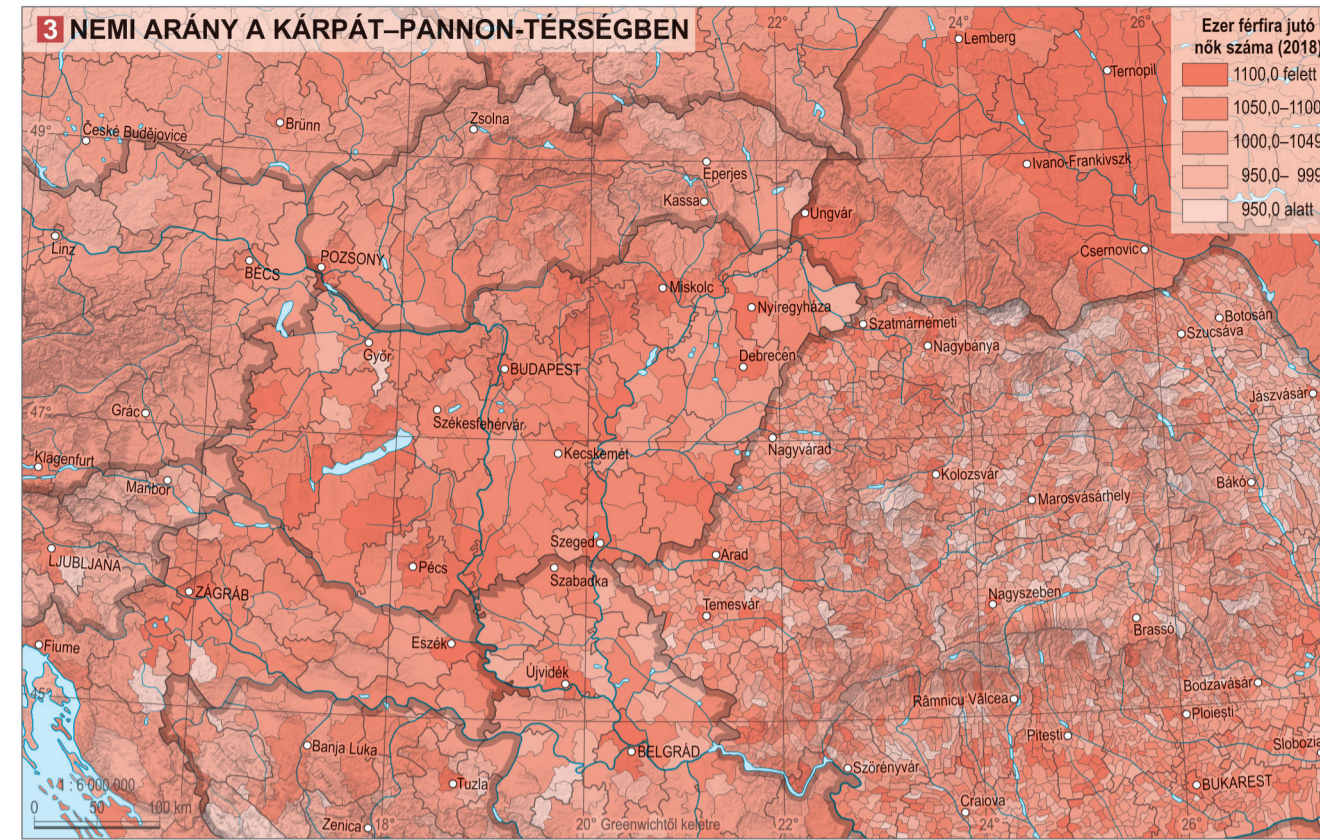 3 NEMI ARÁNY A KÁRPÁT–PANNON-TÉRSÉGBEN
22°
24°
26°
Ezer férfira jutó
nők száma (2018)
1100,0 felett
1050,0–1100
1000,0–1049
950,0– 999
950,0 alatt
Lemberg
Ternopil
Brünn
Zsolna
49°
České Budějovice
Ivano-Frankivszk
Eperjes
Kassa
Ungvár
Linz
BÉCS
POZSONY
Csernovic
Miskolc
Nyíregyháza
Szatmárnémeti
Botosán
Szucsáva
Győr
Nagybánya
Debrecen
BUDAPEST
Jászvásár
Grác
47°
Székesfehérvár
Nagyvárad
Kecskemét
Klagenfurt
Maribor
Kolozsvár
Bákó
Marosvásárhely
Szeged
LJUBLJANA
Arad
Pécs
Szabadka
ZÁGRÁB
Temesvár
Nagyszeben
Brassó
Fiume
Eszék
Újvidék
45°
Bodzavásár
Râmnicu Vâlcea
Ploiești
Pitești
Banja Luka
BELGRÁD
Slobozia
Szörényvár
1 : 6 000 000
Tuzla
BUKAREST
0 50 100 km
Craiova
Zenica
18°
20° Greenwichtől keletre
22°
24°
26°